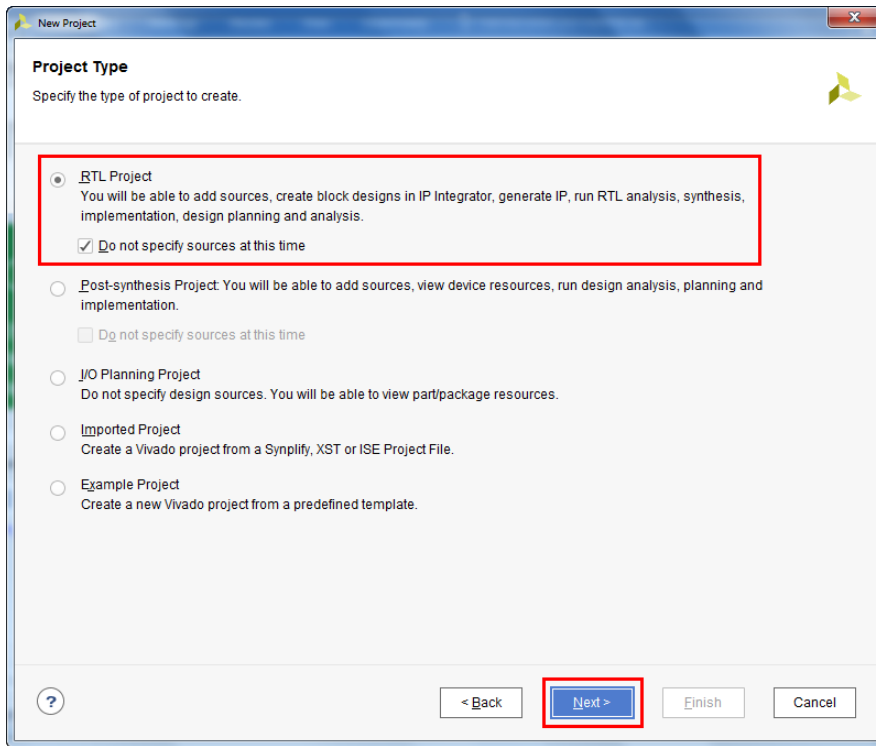 New Project
Project Type
Specify the type of project to create.
RTL Project
You will be able to add sources, create block designs in IP Integrator, generate IP, run RTL analysis, synthesis,
implementation, design planning and analysis.
Do not specify sources at this time
Post-synthesis Project: You will be able to add sources, view device resources, run design analysis, planning and
implementation.
Do not specify sources at this time
I/O Planning Project
Do not specify design sources. You will be able to view part/package resources.
Imported Project
Create a Vivado project from a Synplify, XST or ISE Project File.
Example Project
Create a new Vivado project from a predefined template.
? < Back Next > Finish Cancel